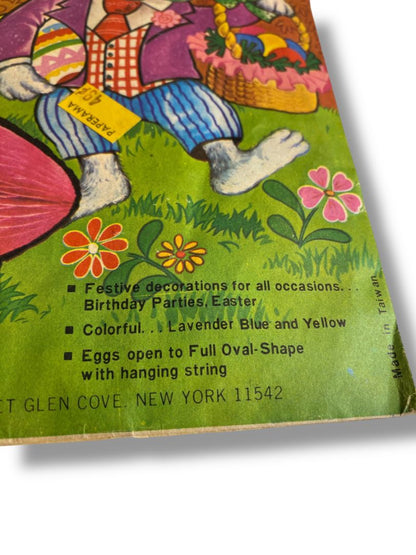 PAPERAMA
▪ Festive decorations for all occasions...
Birthday Parties, Easter
▪ Colorful... Lavender Blue and Yellow
▪ Eggs open to Full Oval-Shape
with hanging string
GLEN COVE, NEW YORK 11542
Made in Taiwan